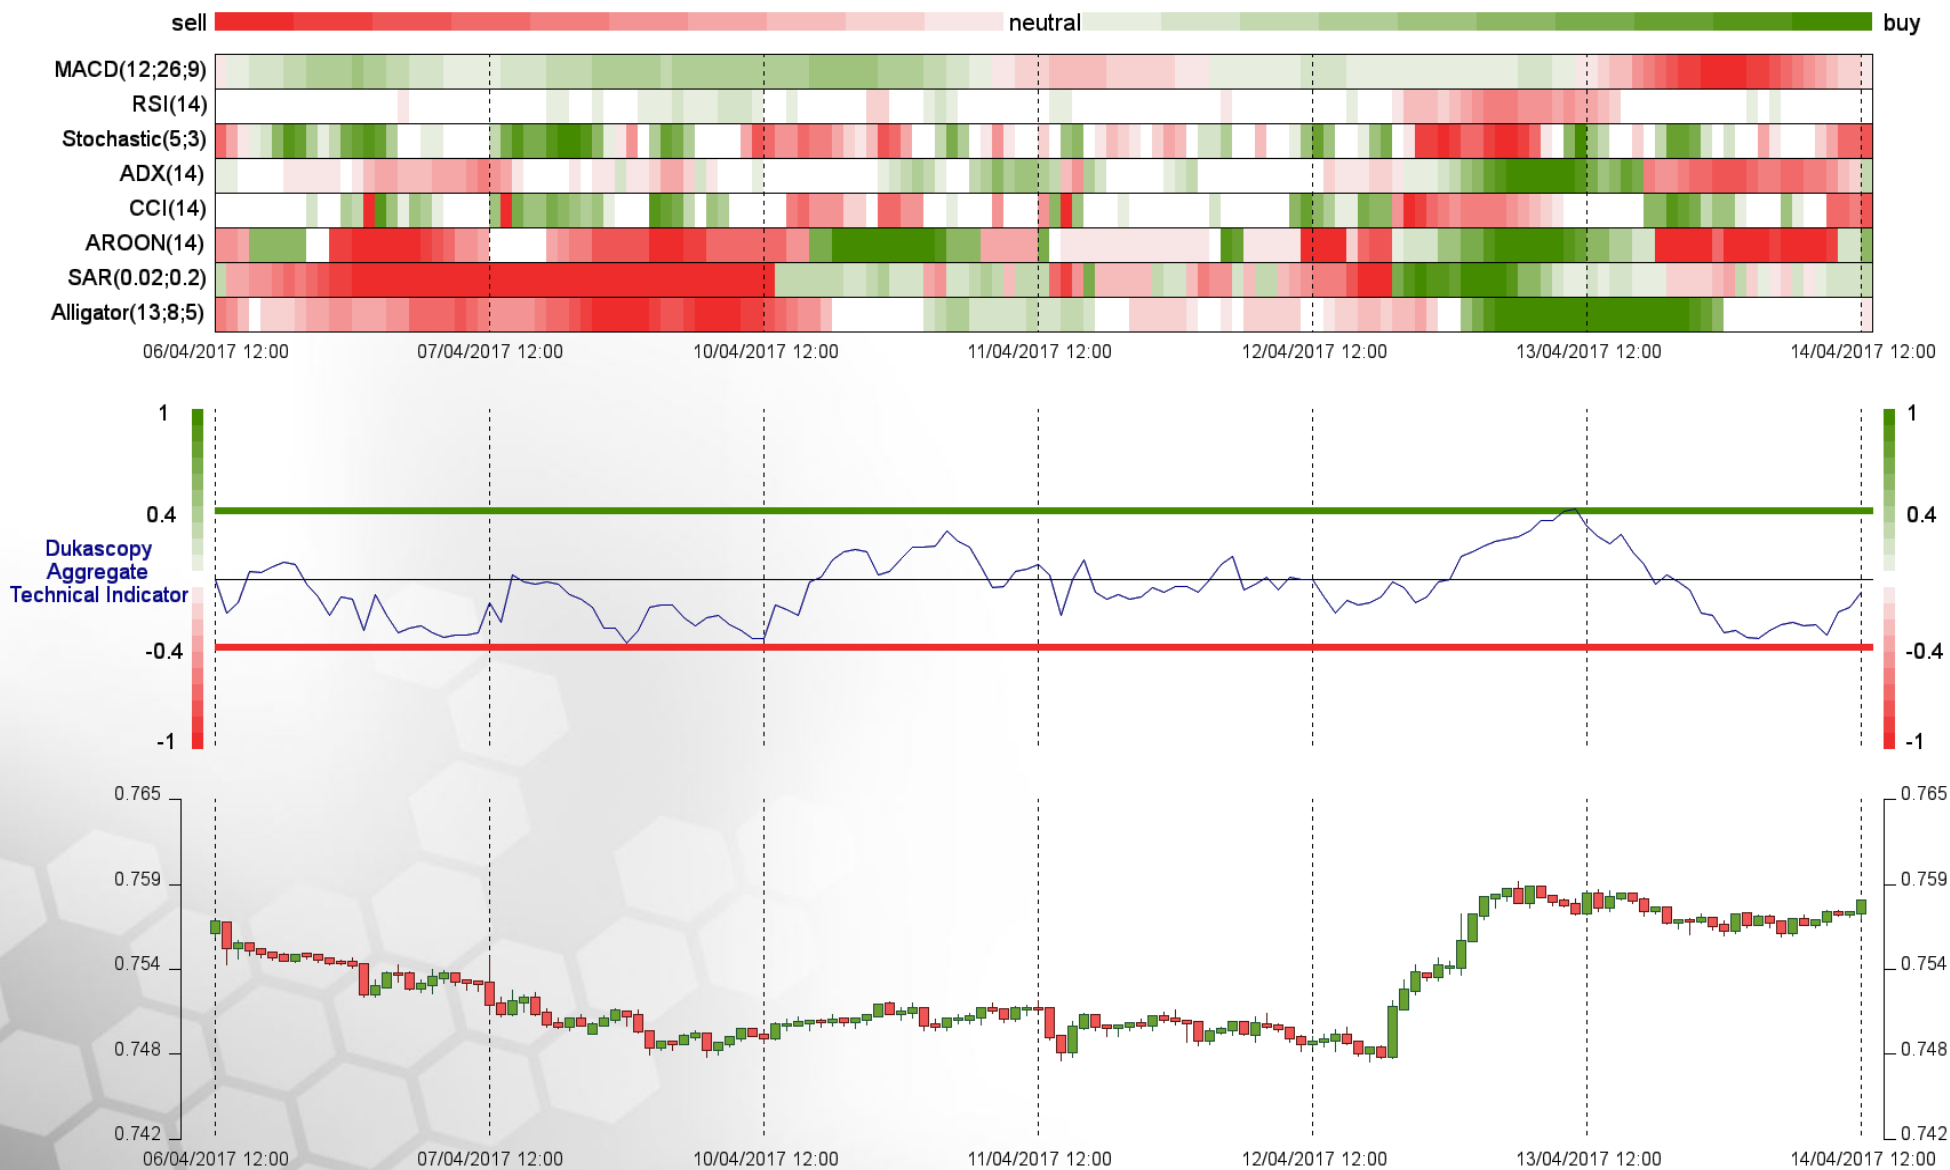 sell neutral buy
MACD(12;26;9)
RSI(14)
Stochastic(5;3)
ADX(14)
CCI(14)
AROON(14)
SAR(0.02;0.2)
Alligator(13;8;5)
06/04/2017 12:00 07/04/2017 12:00 10/04/2017 12:00 11/04/2017 12:00 12/04/2017 12:00 13/04/2017 12:00 14/04/2017 12:00
1 1
0.4 0.4
Dukascopy
Aggregate
Technical Indicator
-0.4 -0.4
-1 -1
0.765 0.765
0.759 0.759
0.754 0.754
0.748 0.748
0.742 0.742
06/04/2017 12:00 07/04/2017 12:00 10/04/2017 12:00 11/04/2017 12:00 12/04/2017 12:00 13/04/2017 12:00 14/04/2017 12:00